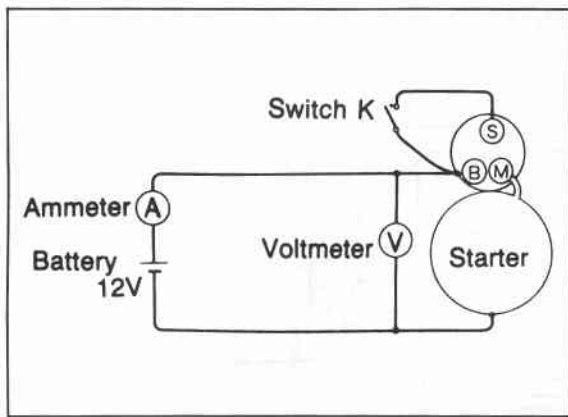 Switch K
S
B M
Ammeter A
Battery
12V
Voltmeter V
Starter